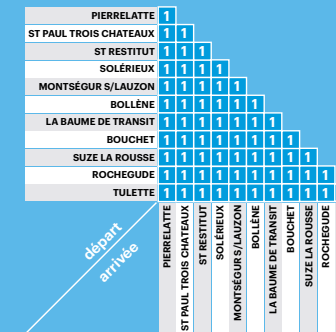 PIERRELATTE 1
ST PAUL TROIS CHATEAUX 1 1
ST RESTITUT 1 1 1
SOLÉRIEUX 1 1 1 1
MONTSÉGUR S/LAUZON 1 1 1 1 1
BOLLÈNE 1 1 1 1 1 1
LA BAUME DE TRANSIT 1 1 1 1 1 1 1
BOUCHET 1 1 1 1 1 1 1 1
SUZE LA ROUSSE 1 1 1 1 1 1 1 1 1
ROCHEGUDE 1 1 1 1 1 1 1 1 1 1
TULETTE 1 1 1 1 1 1 1 1 1 1
départ
arrivée
PIERRELATTE
ST PAUL TROIS CHATEAUX
ST RESTITUT
SOLÉRIEUX
MONTSÉGUR S/LAUZON
BOLLÈNE
LA BAUME DE TRANSIT
BOUCHET
SUZE LA ROUSSE
ROCHEGUDE